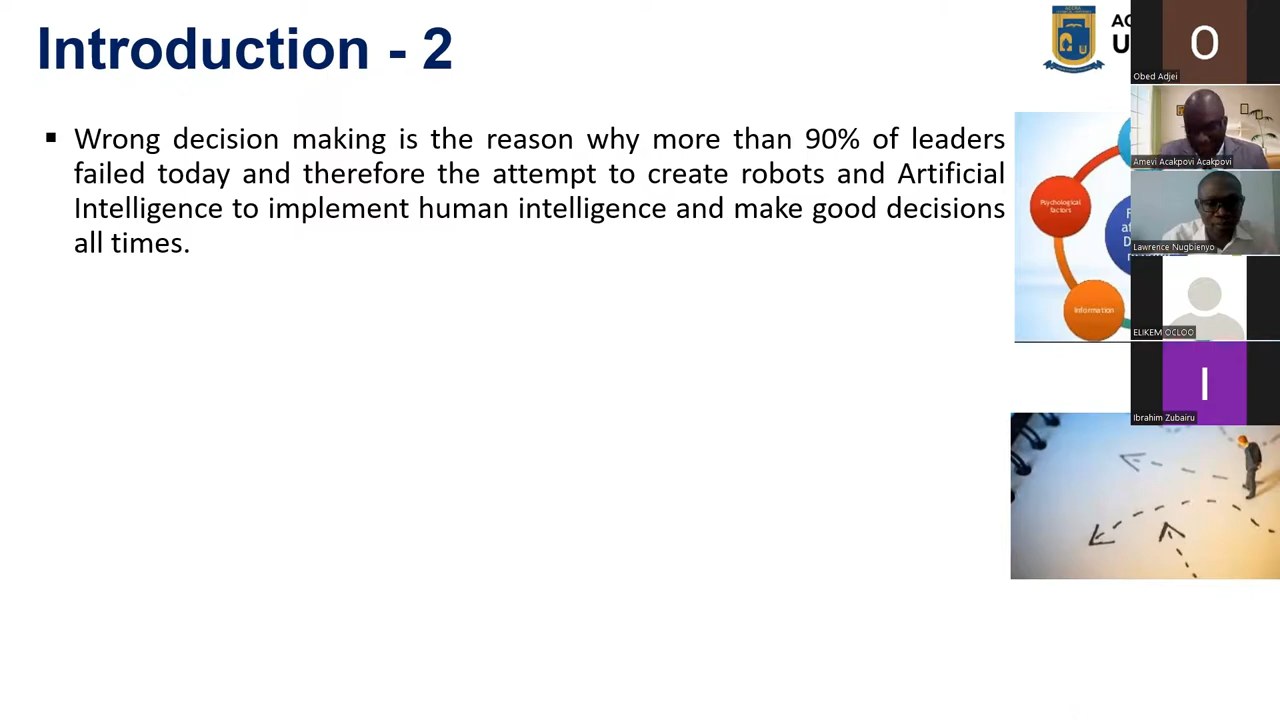 Introduction - 2
▪ Wrong decision making is the reason why more than 90% of leaders
failed today and therefore the attempt to create robots and Artificial
Intelligence to implement human intelligence and make good decisions
all times.
Psychological
factors
Information
O
Obed Adjei
Amevi Acakpovi Acakpovi
Lawrence Nugbienyo
ELIKEM OCLOO
I
Ibrahim Zubairu